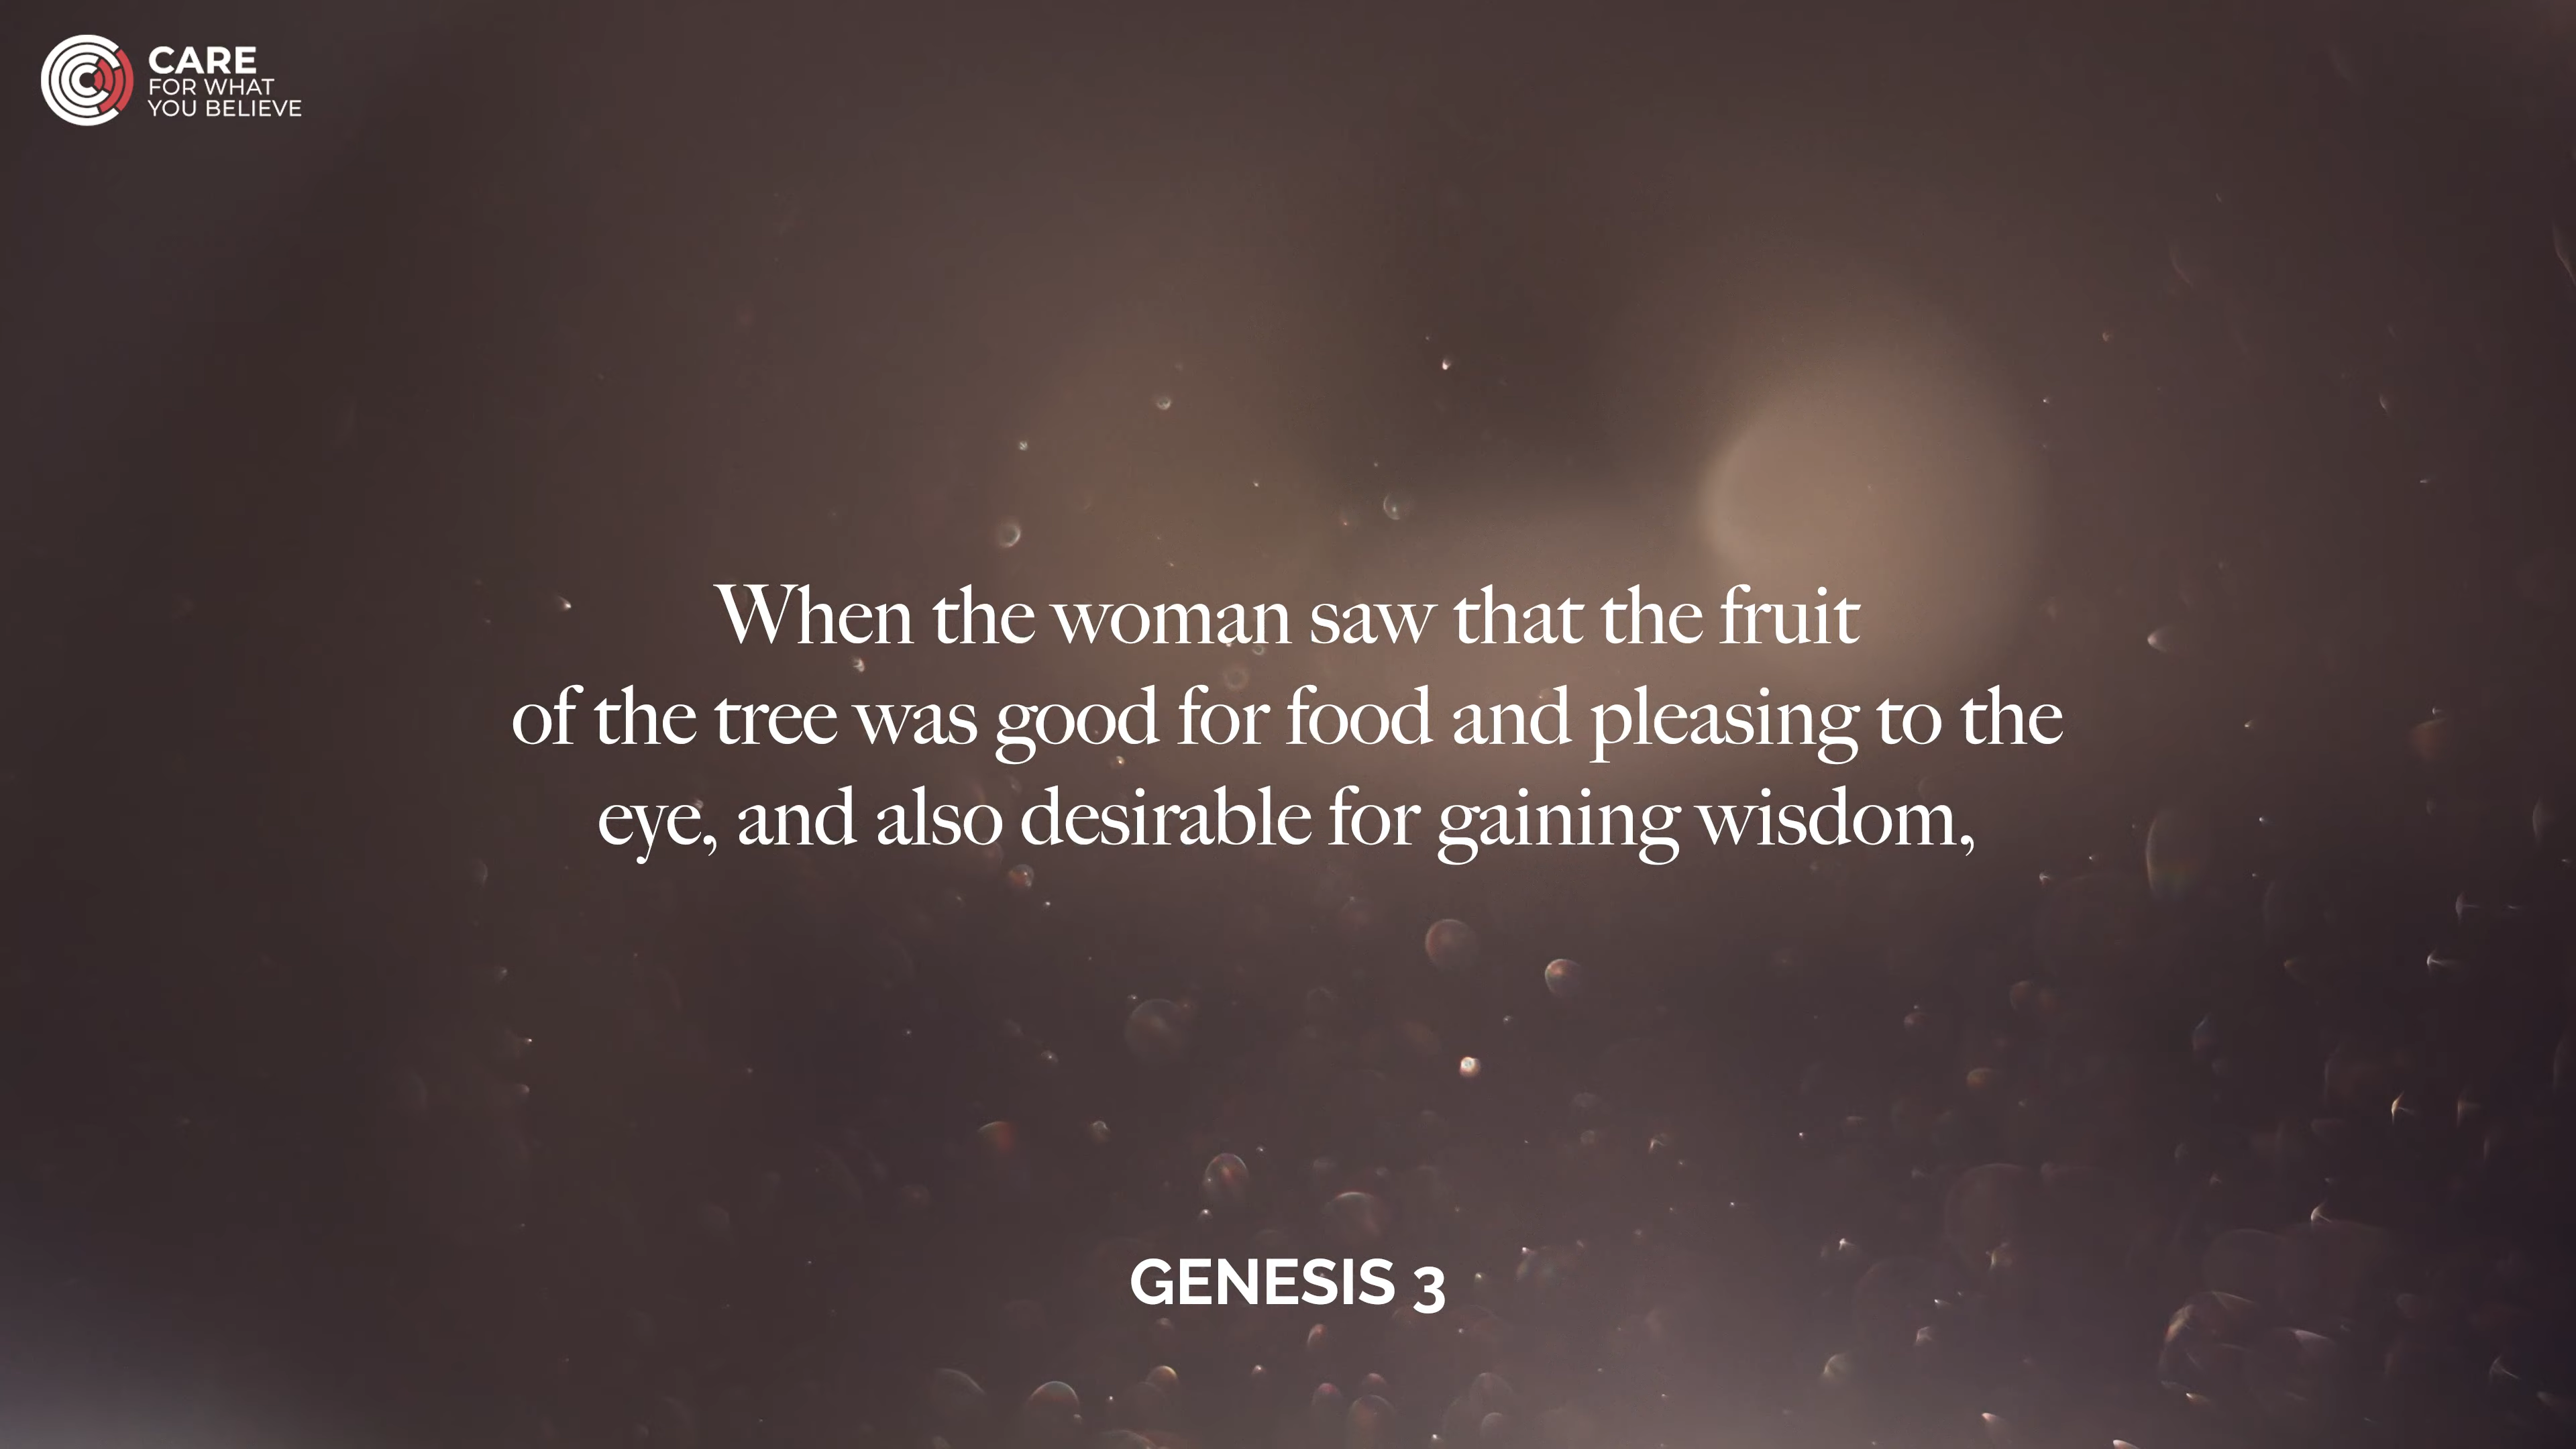 CARE
FOR WHAT
YOU BELIEVE
When the woman saw that the fruit
of the tree was good for food and pleasing to the
eye, and also desirable for gaining wisdom,
GENESIS 3